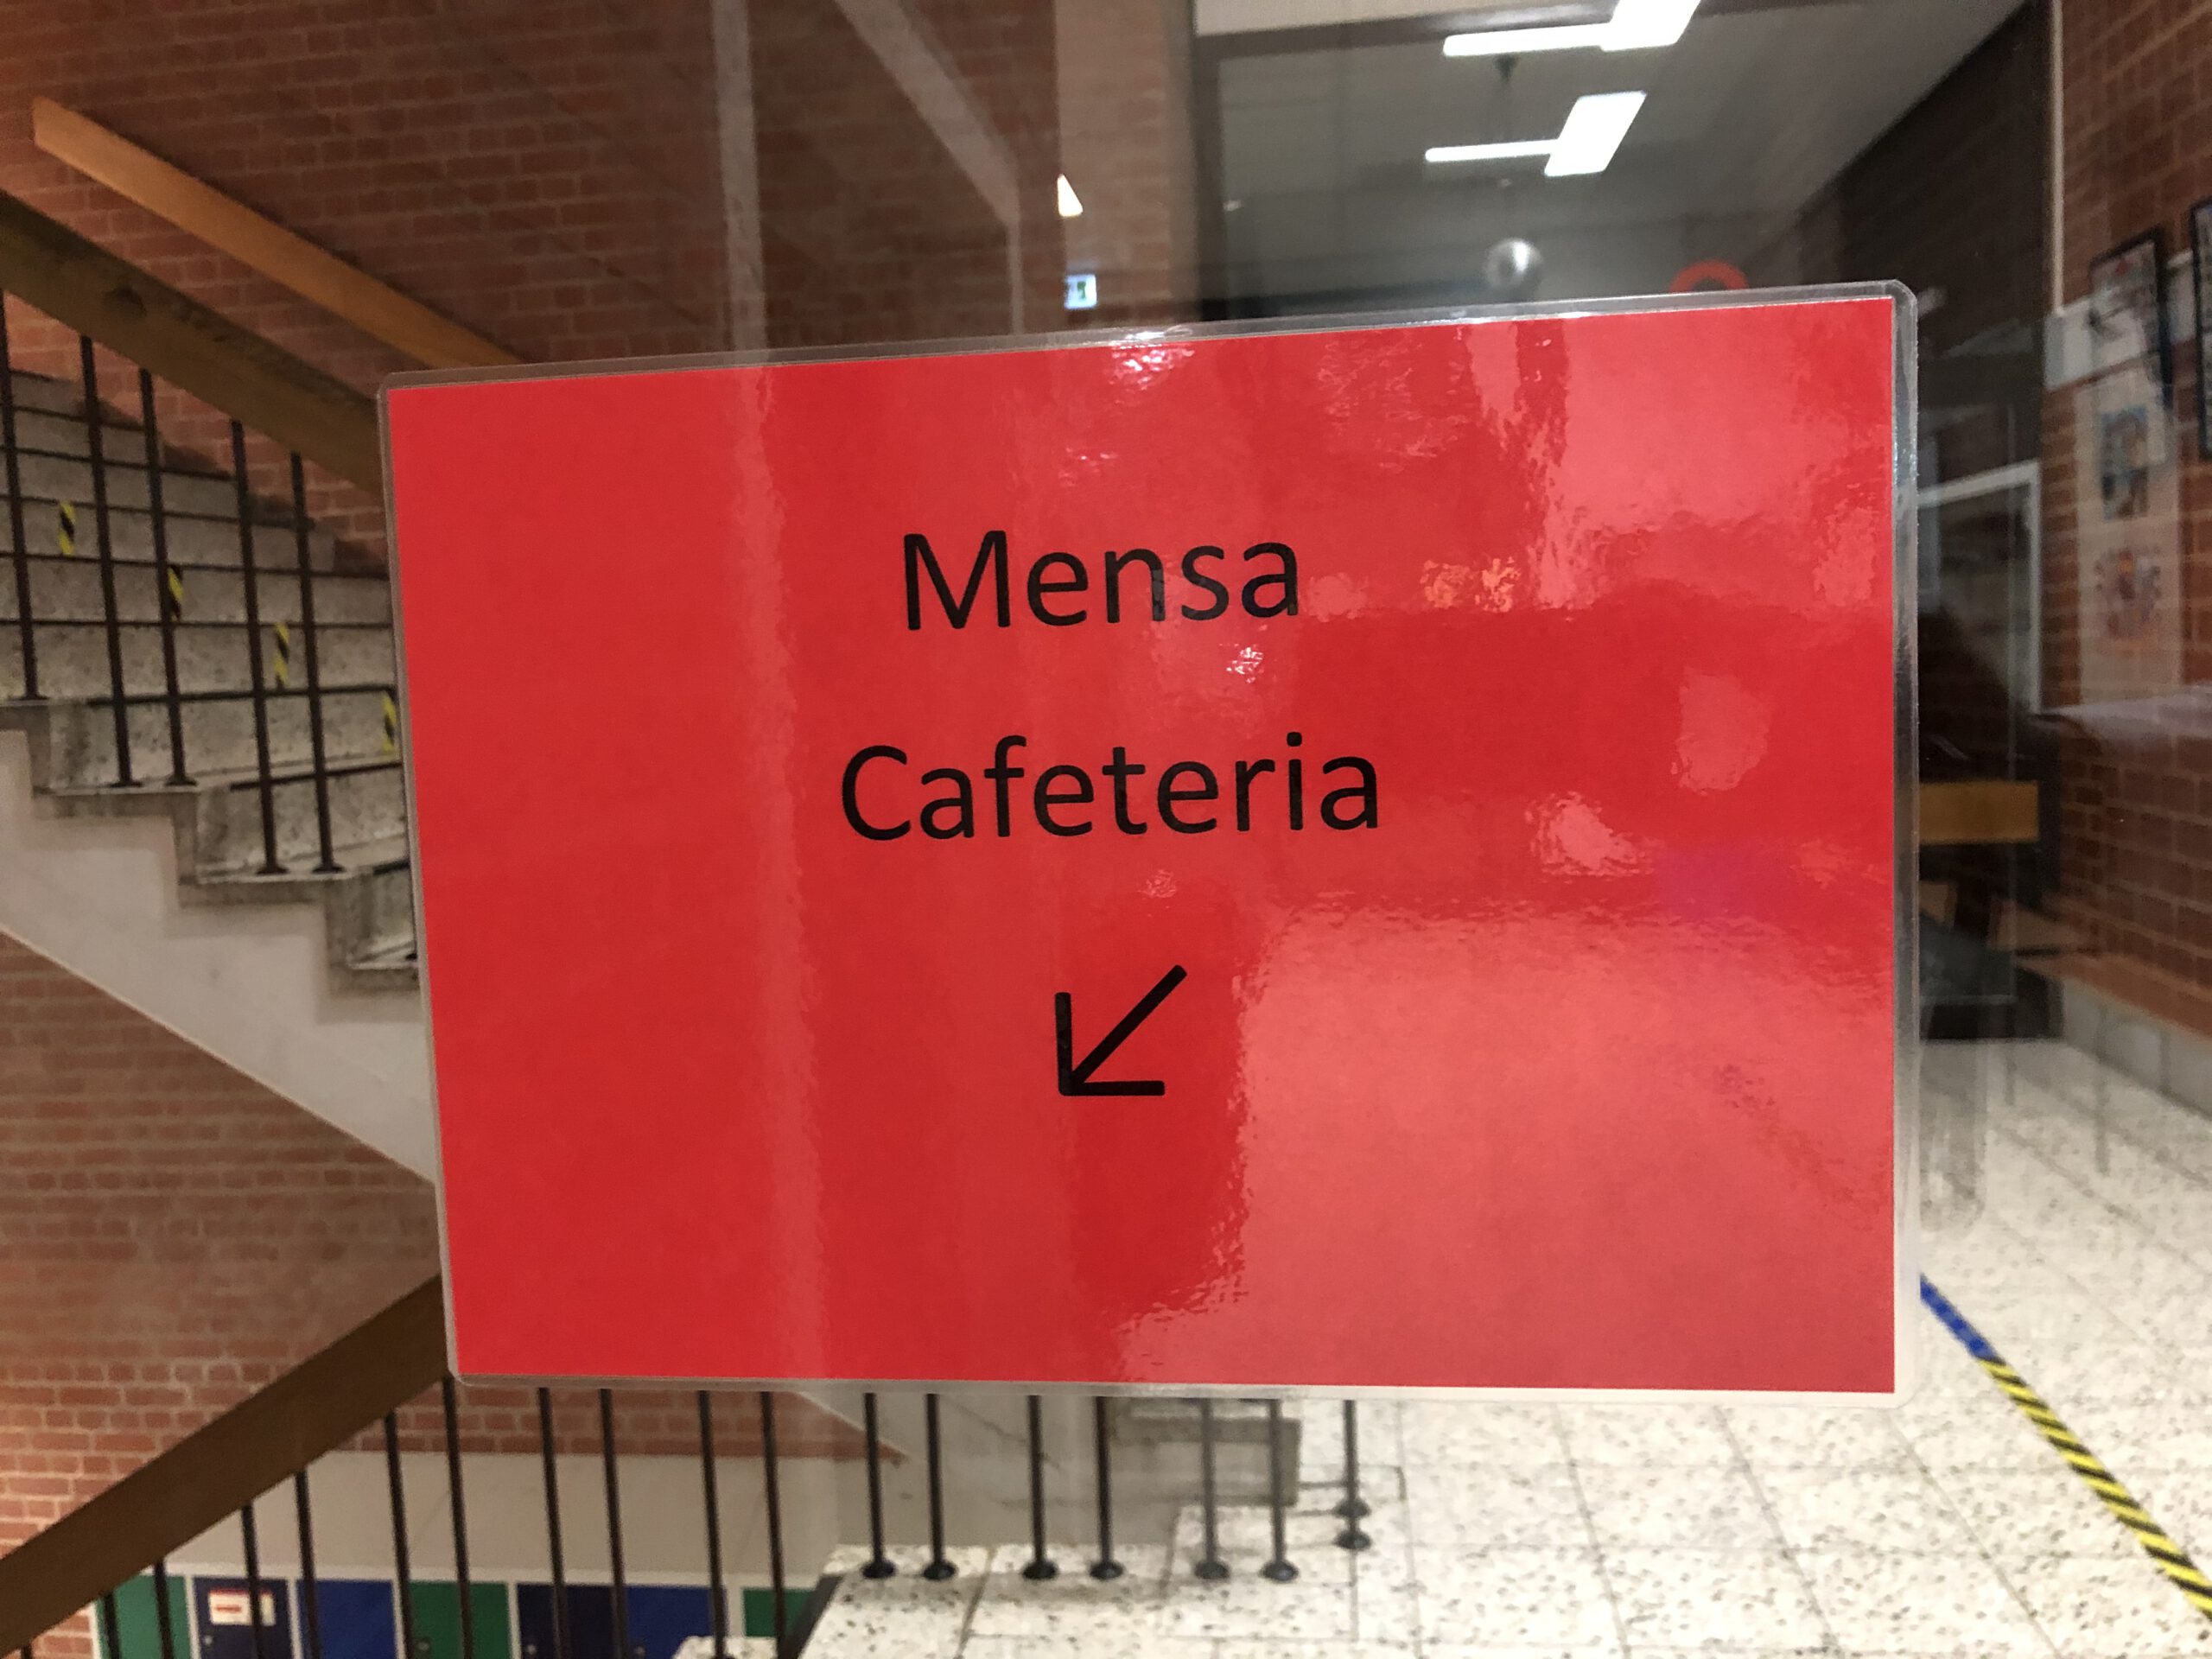 Mensa
Cafeteria
↙